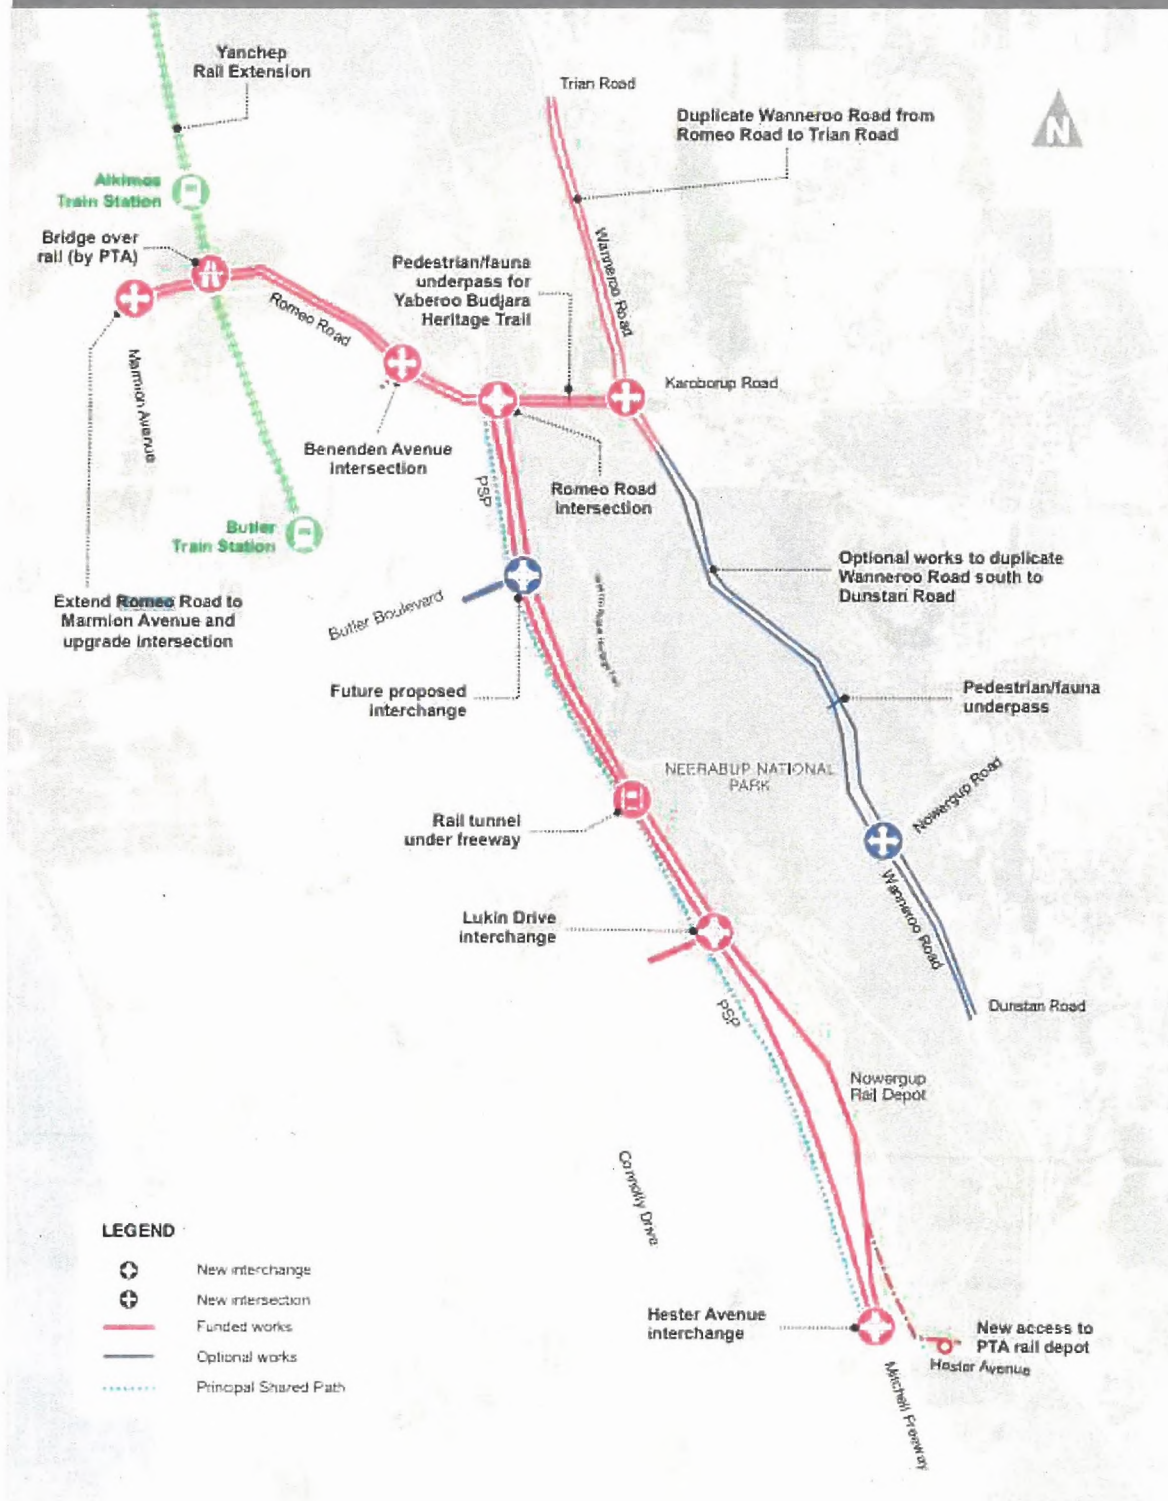 Yanchep
Rail Extension
Trian Road
Duplicate Wanneroo Road from
Romeo Road to Trian Road
N
Alkimos
Train Station
Bridge over
rail (by PTA)
Pedestrian/fauna
underpass for
Yaberoo Budjara
Heritage Trail
Wanneroo Road
Romeo Road
Marmion Avenue
Karoborup Road
Benenden Avenue
intersection
PSP
Romeo Road
intersection
Butler
Train Station
Optional works to duplicate
Wanneroo Road south to
Dunstan Road
Extend Romeo Road to
Marmion Avenue and
upgrade intersection
Butler Boulevard
Future proposed
interchange
Pedestrian/fauna
underpass
NEERABUP NATIONAL
PARK
Nowergup Road
Rail tunnel
under freeway
Wanneroo Road
Lukin Drive
interchange
PSP
Dunstan Road
Nowergup
Rail Depot
Connolly Drive
LEGEND
New interchange
New intersection
Funded works
Optional works
Principal Shared Path
Hester Avenue
interchange
New access to
PTA rail depot
Hester Avenue
Mitchell Freeway